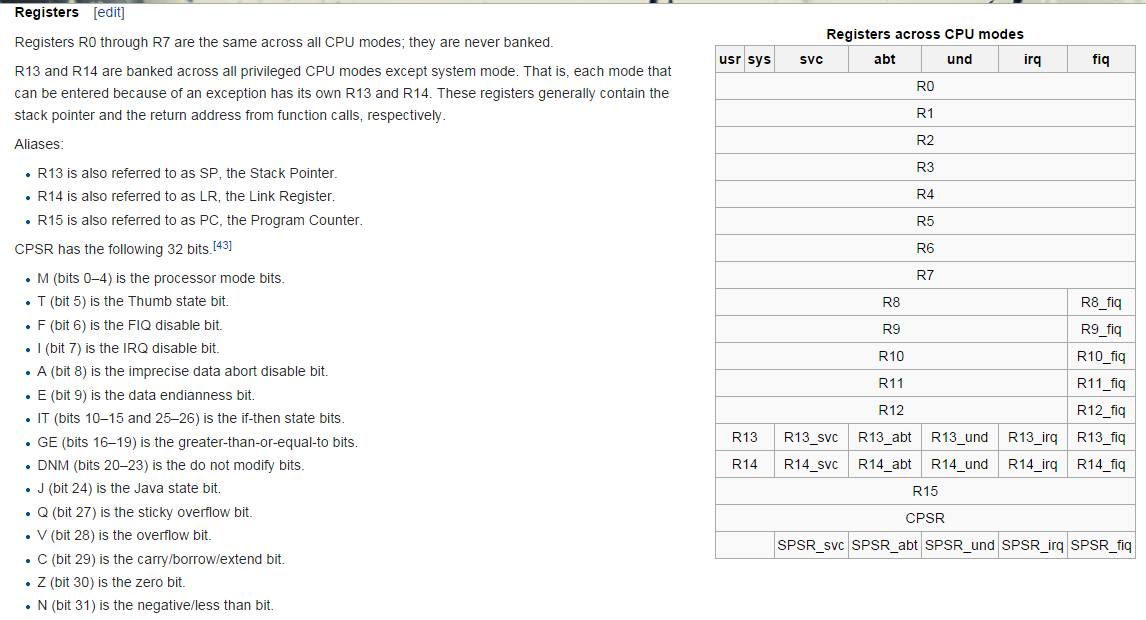 Registers [edit]
Registers R0 through R7 are the same across all CPU modes; they are never banked.
R13 and R14 are banked across all privileged CPU modes except system mode. That is, each mode that
can be entered because of an exception has its own R13 and R14. These registers generally contain the
stack pointer and the return address from function calls, respectively.
Aliases:
• R13 is also referred to as SP, the Stack Pointer.
• R14 is also referred to as LR, the Link Register.
• R15 is also referred to as PC, the Program Counter.
CPSR has the following 32 bits.[43]
• M (bits 0–4) is the processor mode bits.
• T (bit 5) is the Thumb state bit.
• F (bit 6) is the FIQ disable bit.
• I (bit 7) is the IRQ disable bit.
• A (bit 8) is the imprecise data abort disable bit.
• E (bit 9) is the data endianness bit.
• IT (bits 10–15 and 25–26) is the if-then state bits.
• GE (bits 16–19) is the greater-than-or-equal-to bits.
• DNM (bits 20–23) is the do not modify bits.
• J (bit 24) is the Java state bit.
• Q (bit 27) is the sticky overflow bit.
• V (bit 28) is the overflow bit.
• C (bit 29) is the carry/borrow/extend bit.
• Z (bit 30) is the zero bit.
• N (bit 31) is the negative/less than bit.
Registers across CPU modes
usr sys svc abt und irq fiq
R0
R1
R2
R3
R4
R5
R6
R7
R8 R8_fiq
R9 R9_fiq
R10 R10_fiq
R11 R11_fiq
R12 R12_fiq
R13 R13_svc R13_abt R13_und R13_irq R13_fiq
R14 R14_svc R14_abt R14_und R14_irq R14_fiq
R15
CPSR
SPSR_svc SPSR_abt SPSR_und SPSR_irq SPSR_fiq